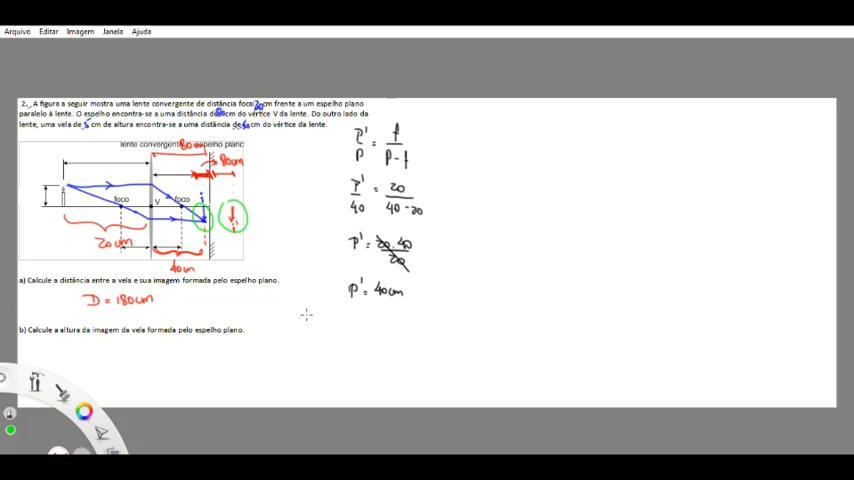 Arquivo Editar Imagem Janela Ajuda
2. A figura a seguir mostra uma lente convergente de distância focal 20 cm frente a um espelho plano
paralelo à lente. O espelho encontra-se a uma distância de 80 cm do vértice V da lente. Do outro lado da
lente, uma vela de 5 cm de altura encontra-se a uma distância de cm do vértice da lente.
lente convergente espelho plano
80
80cm
i
foco V foco
i'
20cm
40cm
P'/P = f/P-f
P'/40 = 20/40-20
P' = 20.40/20
P' = 40cm
a) Calcule a distância entre a vela e sua imagem formada pelo espelho plano.
D = 180cm
b) Calcule a altura da imagem da vela formada pelo espelho plano.